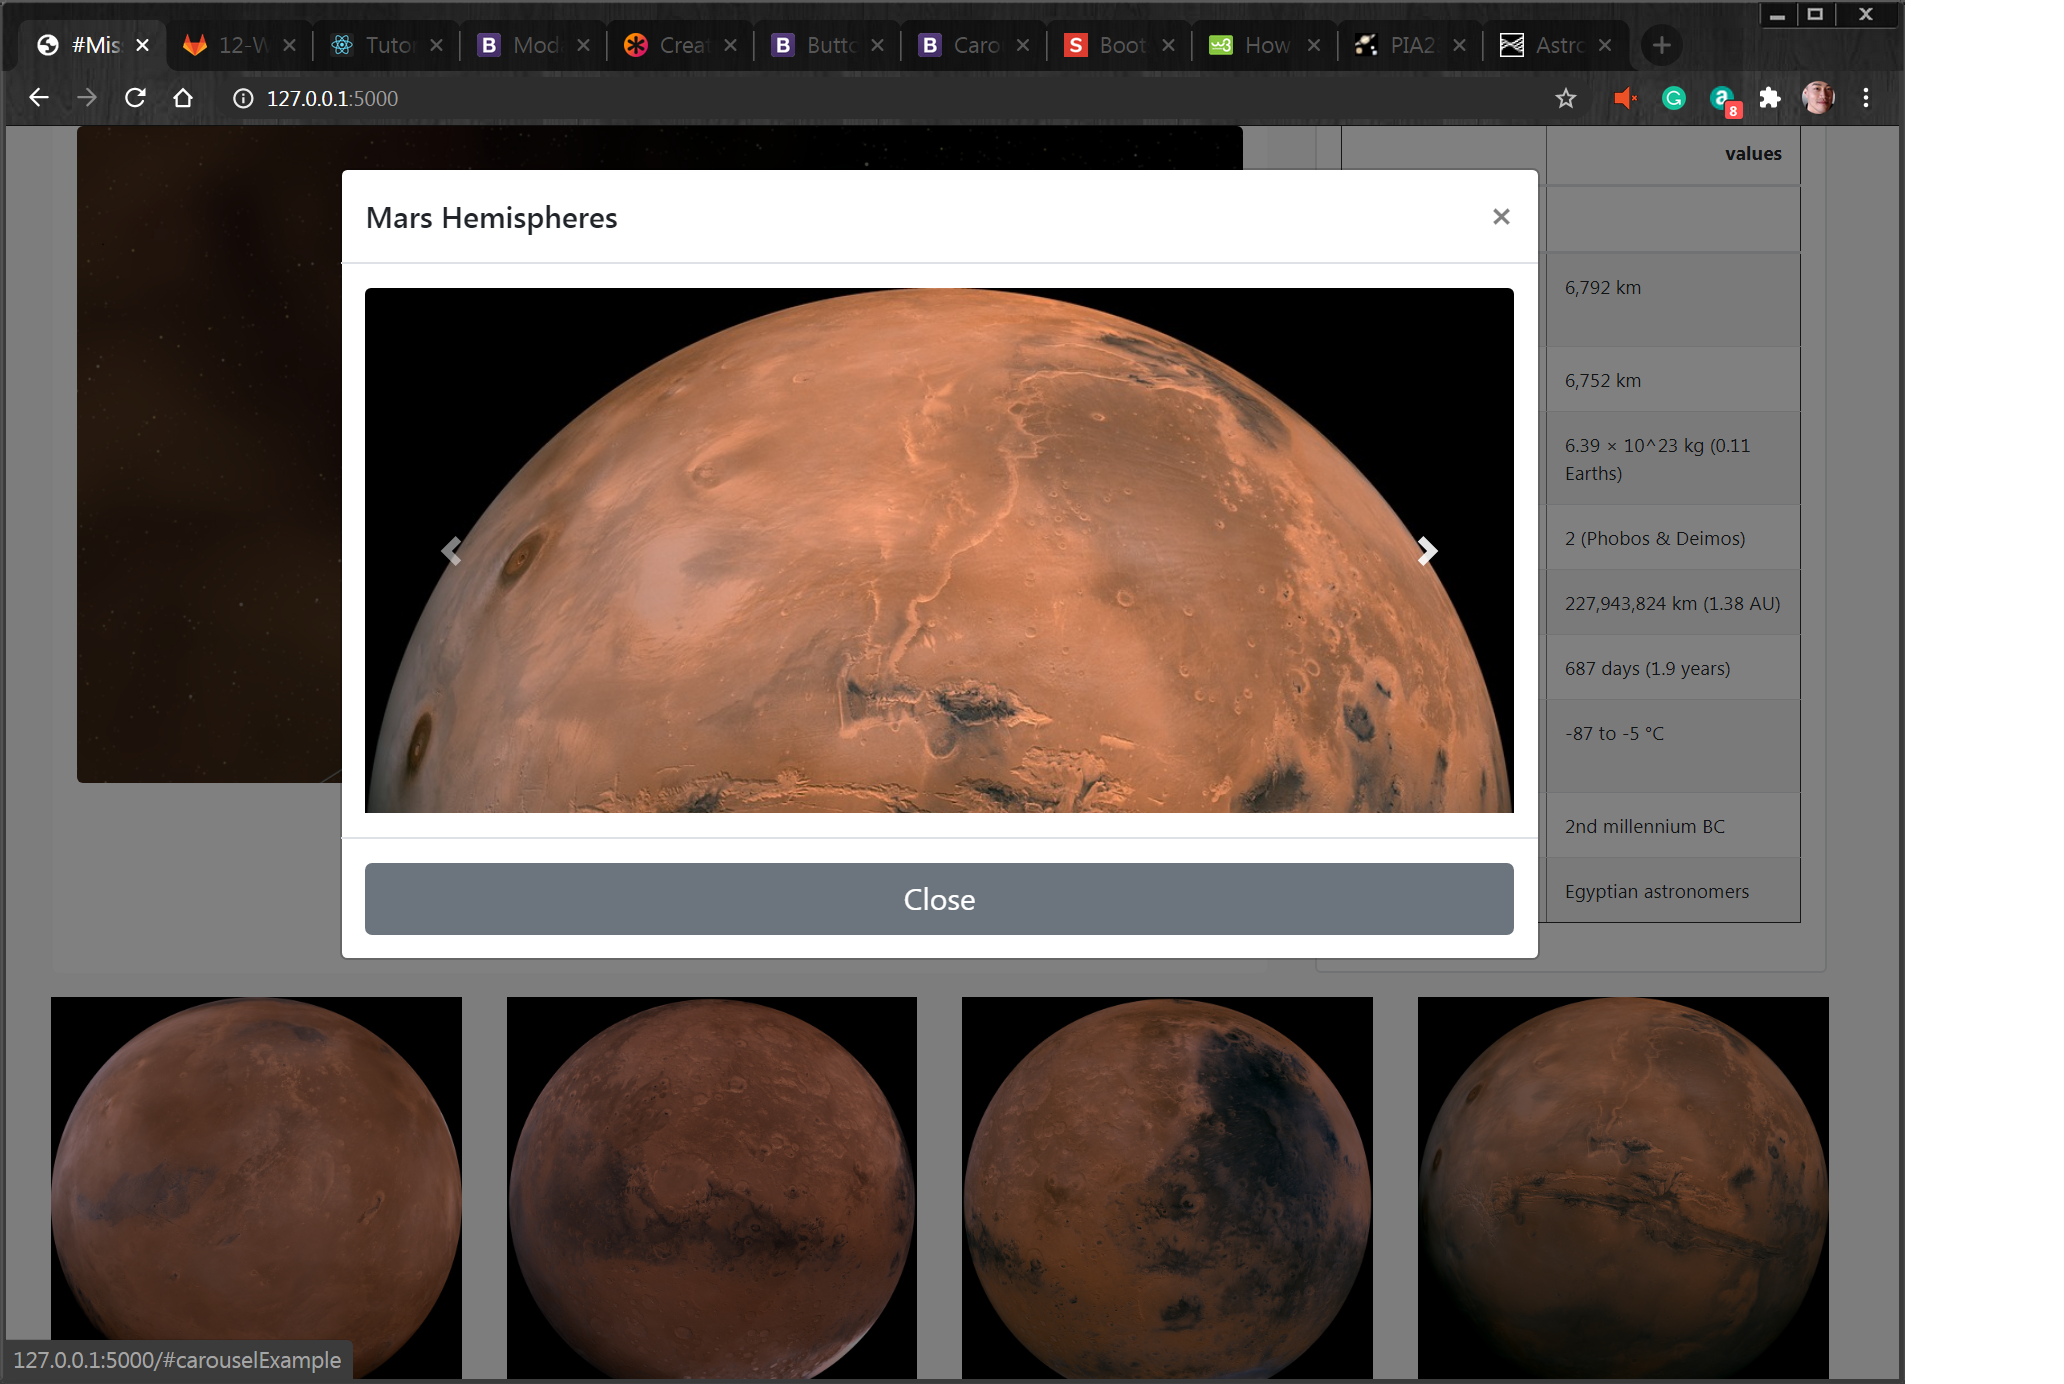 #Mis
12-W
Tutor
Mod
Creat
Butto
Caro
Boot
How
PIA2
Astro
127.0.0.1:5000
8
values
Mars Hemispheres
6,792 km
6,752 km
6.39 × 10^23 kg (0.11
Earths)
2 (Phobos & Deimos)
227,943,824 km (1.38 AU)
687 days (1.9 years)
-87 to -5 °C
2nd millennium BC
Egyptian astronomers
Close
127.0.0.1:5000/#carouselExample